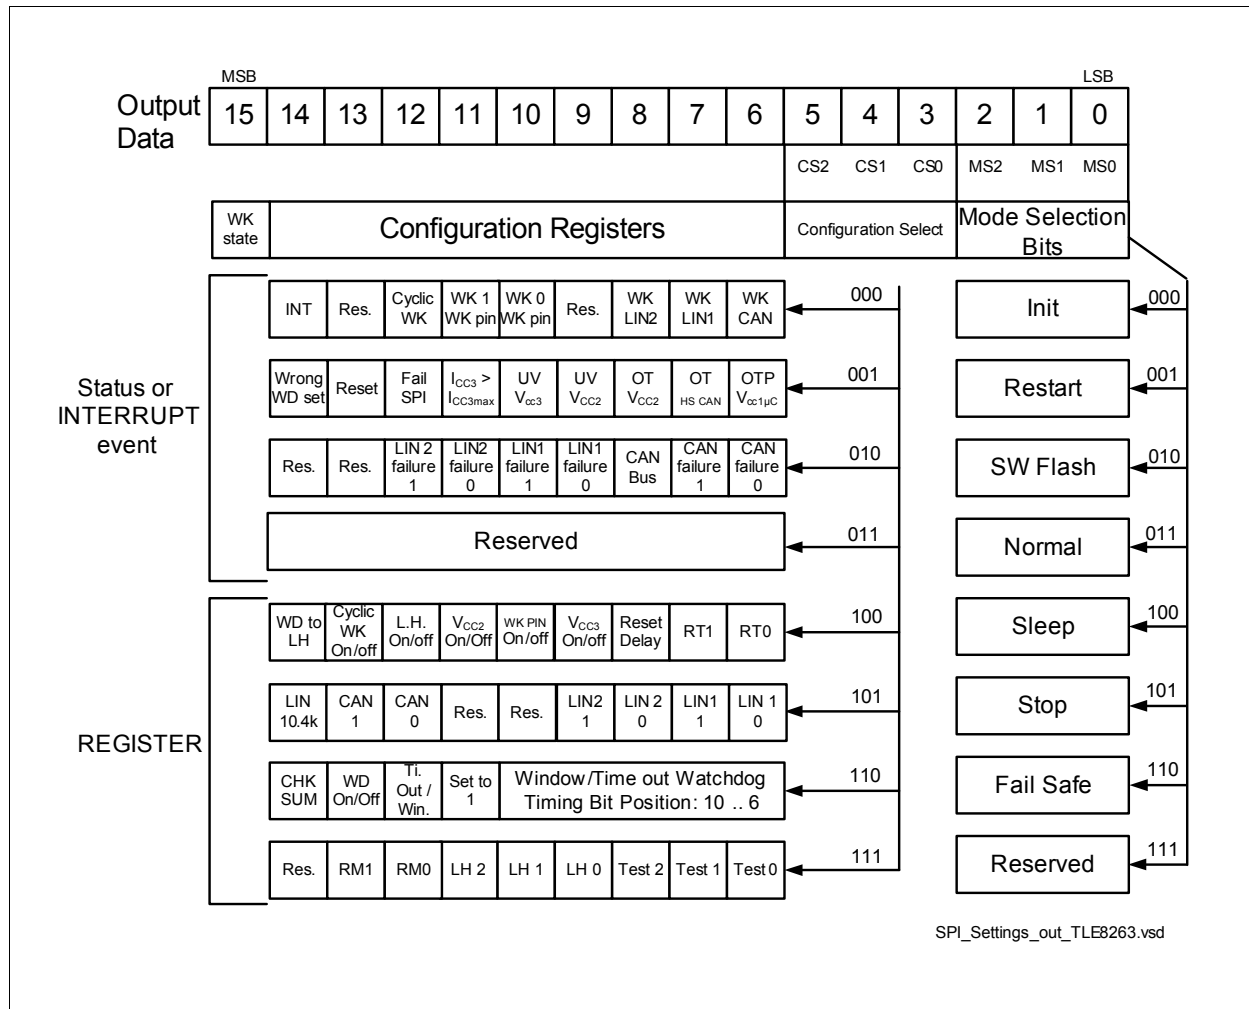 MSB LSB
Output Data 15 14 13 12 11 10 9 8 7 6 5 4 3 2 1 0
CS2 CS1 CS0 MS2 MS1 MS0
WK state Configuration Registers Configuration Select Mode Selection Bits
Status or INTERRUPT event
INT Res. Cyclic WK WK 1 WK pin WK 0 WK pin Res. WK LIN2 WK LIN1 WK CAN 000 Init 000
Wrong WD set Reset Fail SPI ICC3 > ICC3max UV Vcc3 UV VCC2 OT VCC2 OT HS CAN OTP Vcc1µC 001 Restart 001
Res. Res. LIN 2 failure 1 LIN2 failure 0 LIN1 failure 1 LIN1 failure 0 CAN Bus CAN failure 1 CAN failure 0 010 SW Flash 010
Reserved 011 Normal 011
REGISTER
WD to LH Cyclic WK On/off L.H. On/off VCC2 On/Off WK PIN On/off VCC3 On/off Reset Delay RT1 RT0 100 Sleep 100
LIN 10.4k CAN 1 CAN 0 Res. Res. LIN2 1 LIN 2 0 LIN1 1 LIN 1 0 101 Stop 101
CHK SUM WD On/Off Ti. Out / Win. Set to 1 Window/Time out Watchdog Timing Bit Position: 10 .. 6 110 Fail Safe 110
Res. RM1 RM0 LH 2 LH 1 LH 0 Test 2 Test 1 Test 0 111 Reserved 111
SPI_Settings_out_TLE8263.vsd